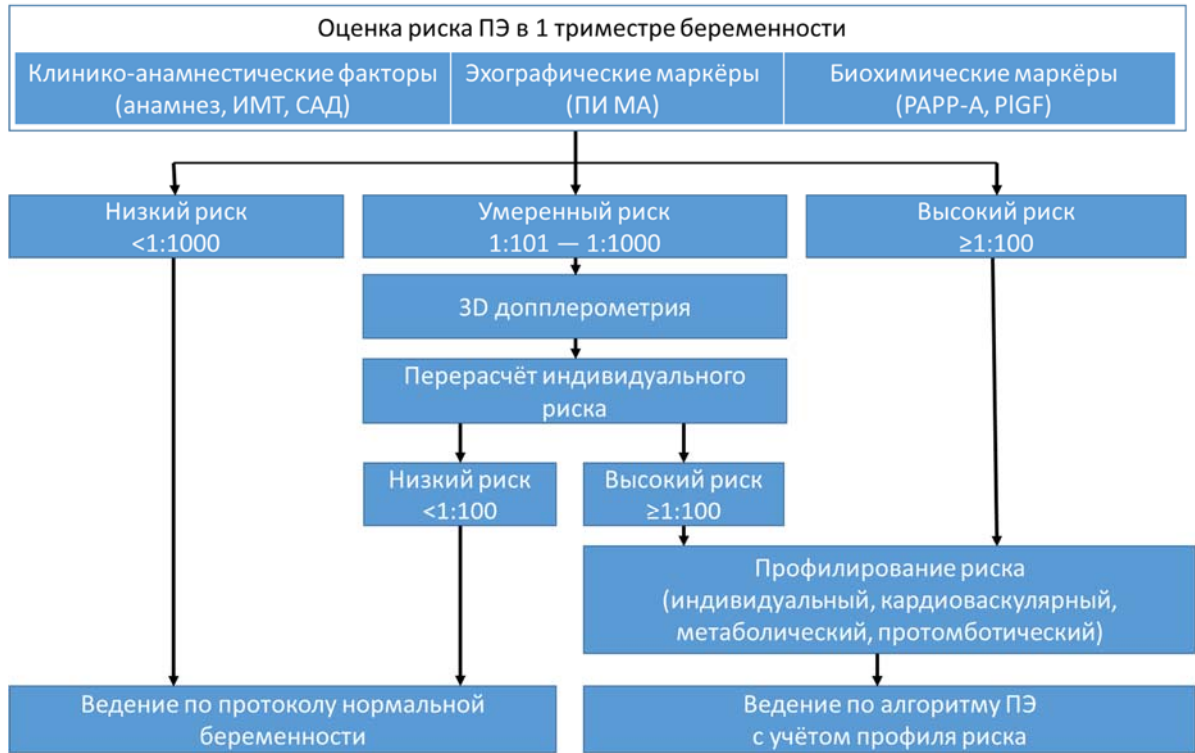 Оценка риска ПЭ в 1 триместре беременности
Клинико-анамнестические факторы
(анамнез, ИМТ, САД)
Эхографические маркёры
(ПИ МА)
Биохимические маркёры
(PAPP-A, PlGF)
Низкий риск
<1:1000
Умеренный риск
1:101 — 1:1000
Высокий риск
≥1:100
3D допплерометрия
Перерасчёт индивидуального
риска
Низкий риск
<1:100
Высокий риск
≥1:100
Профилирование риска
(индивидуальный, кардиоваскулярный,
метаболический, протомботический)
Ведение по протоколу нормальной
беременности
Ведение по алгоритму ПЭ
с учётом профиля риска